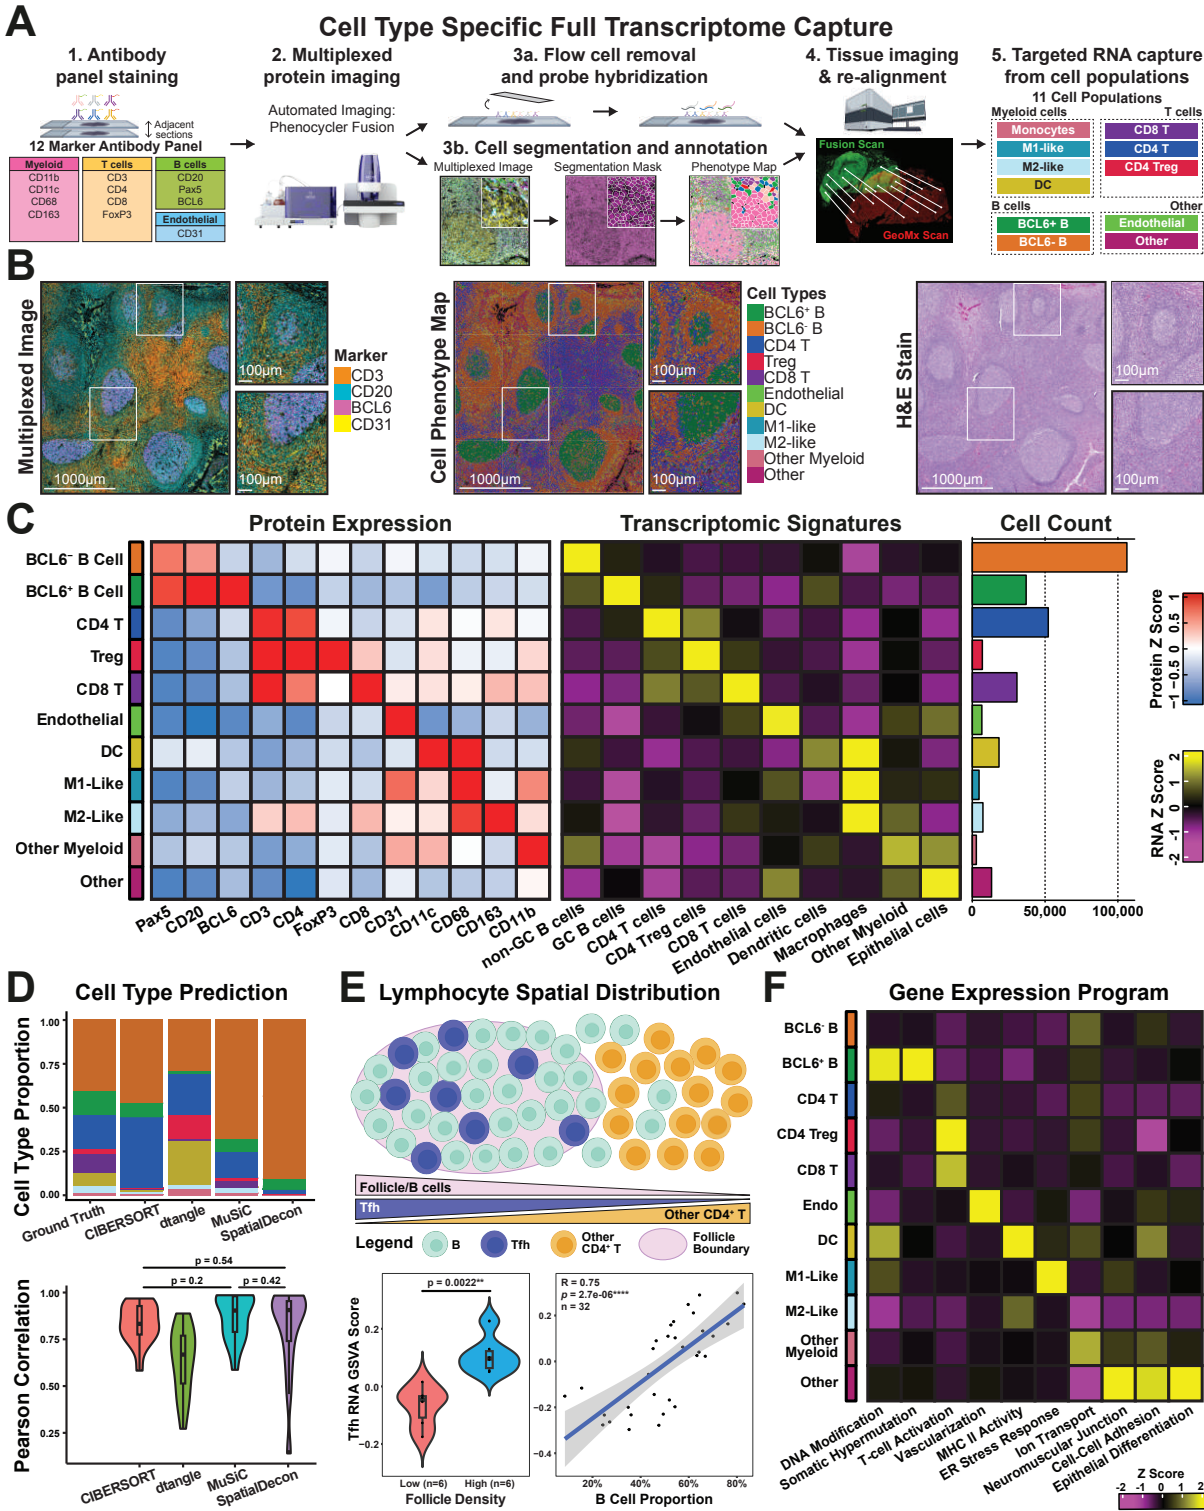 A
Cell Type Specific Full Transcriptome Capture
1. Antibody
panel staining
Adjacent
sections
12 Marker Antibody Panel
Myeloid
CD11b
CD11c
CD68
CD163
T cells
CD3
CD4
CD8
FoxP3
B cells
CD20
Pax5
BCL6
Endothelial
CD31
2. Multiplexed
protein imaging
Automated Imaging:
Phenocycler Fusion
3a. Flow cell removal
and probe hybridization
3b. Cell segmentation and annotation
Multiplexed Image
Segmentation Mask
Phenotype Map
4. Tissue imaging
& re-alignment
Fusion Scan
GeoMx Scan
5. Targeted RNA capture
from cell populations
11 Cell Populations
Myeloid cells
Monocytes
M1-like
M2-like
DC
T cells
CD8 T
CD4 T
CD4 Treg
B cells
BCL6+ B
BCL6- B
Other
Endothelial
Other
B
Multiplexed Image
1000µm
100µm
100µm
Marker
CD3
CD20
BCL6
CD31
Cell Phenotype Map
1000µm
100µm
100µm
Cell Types
BCL6⁺ B
BCL6⁻ B
CD4 T
Treg
CD8 T
Endothelial
DC
M1-like
M2-like
Other Myeloid
Other
H&E Stain
1000µm
100µm
100µm
C
Protein Expression
Transcriptomic Signatures
Cell Count
BCL6⁻ B Cell
BCL6⁺ B Cell
CD4 T
Treg
CD8 T
Endothelial
DC
M1-Like
M2-Like
Other Myeloid
Other
Pax5
CD20
BCL6
CD3
CD4
FoxP3
CD8
CD31
CD11c
CD68
CD163
CD11b
non-GC B cells
GC B cells
CD4 T cells
CD4 Treg cells
CD8 T cells
Endothelial cells
Dendritic cells
Macrophages
Other Myeloid
Epithelial cells
0
50,000
100,000
Protein Z Score
-1 -0.5 0 0.5 1
RNA Z Score
-2 -1 0 1 2
D
Cell Type Prediction
Cell Type Proportion
1.00
0.75
0.50
0.25
0.00
Ground Truth
CIBERSORT
dtangle
MuSiC
SpatialDecon
Pearson Correlation
1.00
0.75
0.50
0.25
p = 0.54
p = 0.2
p = 0.42
CIBERSORT
dtangle
MuSiC
SpatialDecon
E
Lymphocyte Spatial Distribution
Follicle/B cells
Tfh
Other CD4⁺ T
Legend
B
Tfh
Other
CD4⁺ T
Follicle
Boundary
Tfh RNA GSVA Score
0.2
0.0
−0.2
p = 0.0022**
Low (n=6)
High (n=6)
Follicle Density
R = 0.75
p = 2.7e-06****
n = 32
0.2
0.0
−0.2
−0.4
20%
40%
60%
80%
B Cell Proportion
F
Gene Expression Program
BCL6⁻ B
BCL6⁺ B
CD4 T
CD4 Treg
CD8 T
Endo
DC
M1-Like
M2-Like
Other
Myeloid
Other
DNA Modification
Somatic Hypermutation
T-cell Activation
Vascularization
MHC II Activity
ER Stress Response
Ion Transport
Neuromuscular Junction
Cell-Cell Adhesion
Epithelial Differentiation
Z Score
-2 -1 0 1 2